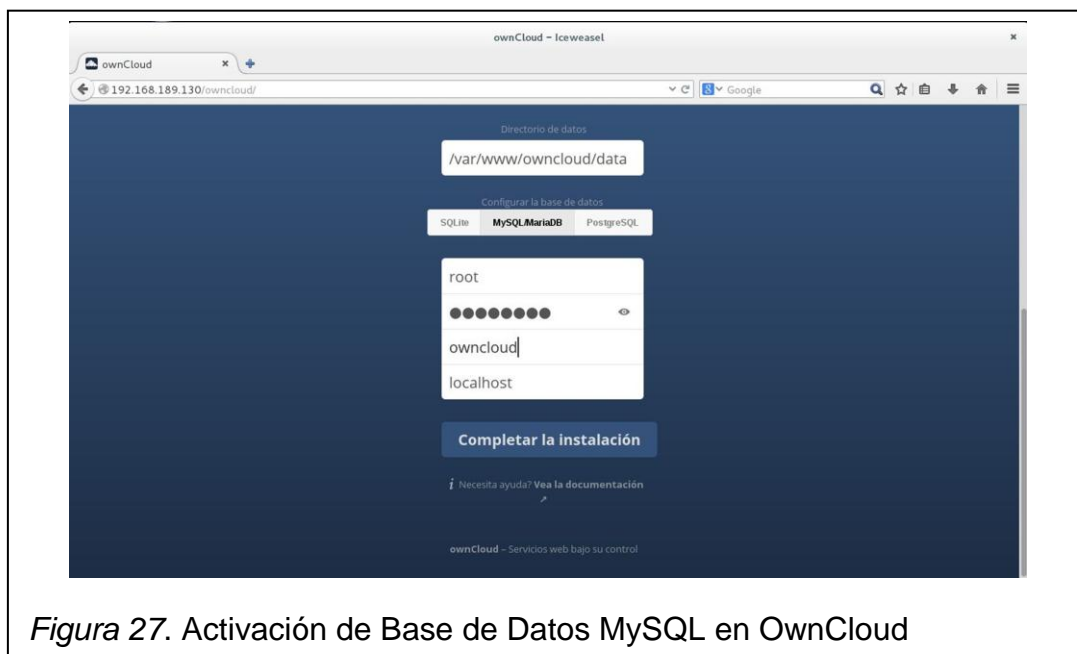 ownCloud - Iceweasel
ownCloud
192.168.189.130/owncloud/
Google
Directorio de datos
/var/www/owncloud/data
Configurar la base de datos
SQLite MySQL/MariaDB PostgreSQL
root
●●●●●●●●
owncloud
localhost
Completar la instalación
i Necesita ayuda? Vea la documentación
ownCloud – Servicios web bajo su control
Figura 27. Activación de Base de Datos MySQL en OwnCloud